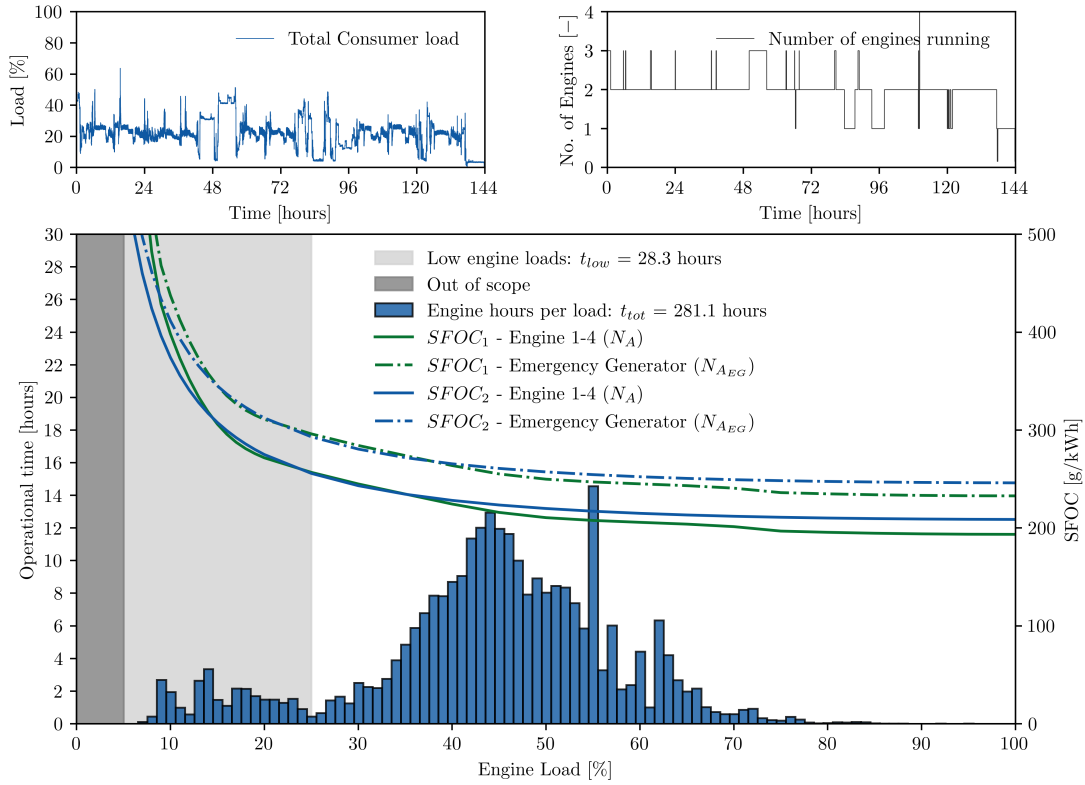 100
80
60
40
20
0
Load [%]
Total Consumer load
0 24 48 72 96 120 144
Time [hours]
4
3
2
1
0
No. of Engines [−]
Number of engines running
0 24 48 72 96 120 144
Time [hours]
30
28
26
24
22
20
18
16
14
12
10
8
6
4
2
0
Operational time [hours]
Low engine loads: t_low = 28.3 hours
Out of scope
Engine hours per load: t_tot = 281.1 hours
SFOC₁ - Engine 1-4 (N_A)
SFOC₁ - Emergency Generator (N_A_EG)
SFOC₂ - Engine 1-4 (N_A)
SFOC₂ - Emergency Generator (N_A_EG)
500
400
300
200
100
0
SFOC [g/kWh]
0 10 20 30 40 50 60 70 80 90 100
Engine Load [%]